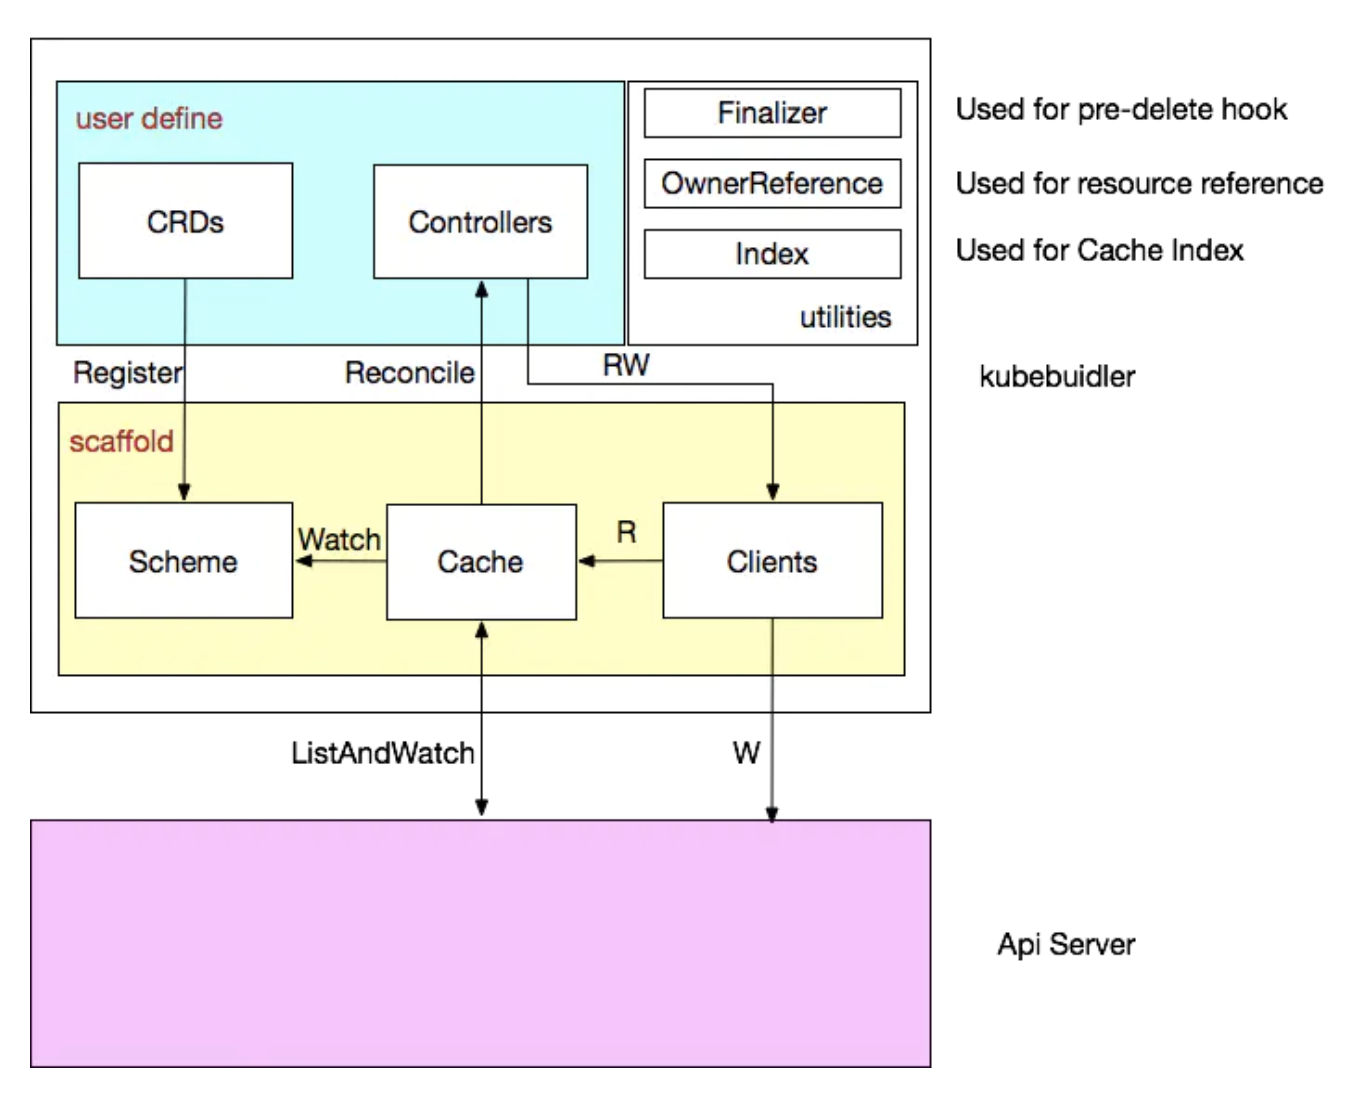 user define
Finalizer
Used for pre-delete hook
OwnerReference
Used for resource reference
CRDs
Controllers
Index
Used for Cache Index
utilities
Register
Reconcile
RW
kubebuidler
scaffold
Scheme
Watch
Cache
R
Clients
ListAndWatch
W
Api Server